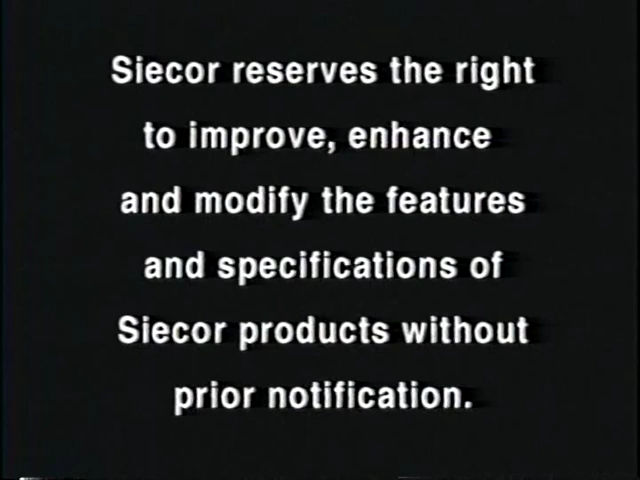 Siecor reserves the right
to improve, enhance
and modify the features
and specifications of
Siecor products without
prior notification.